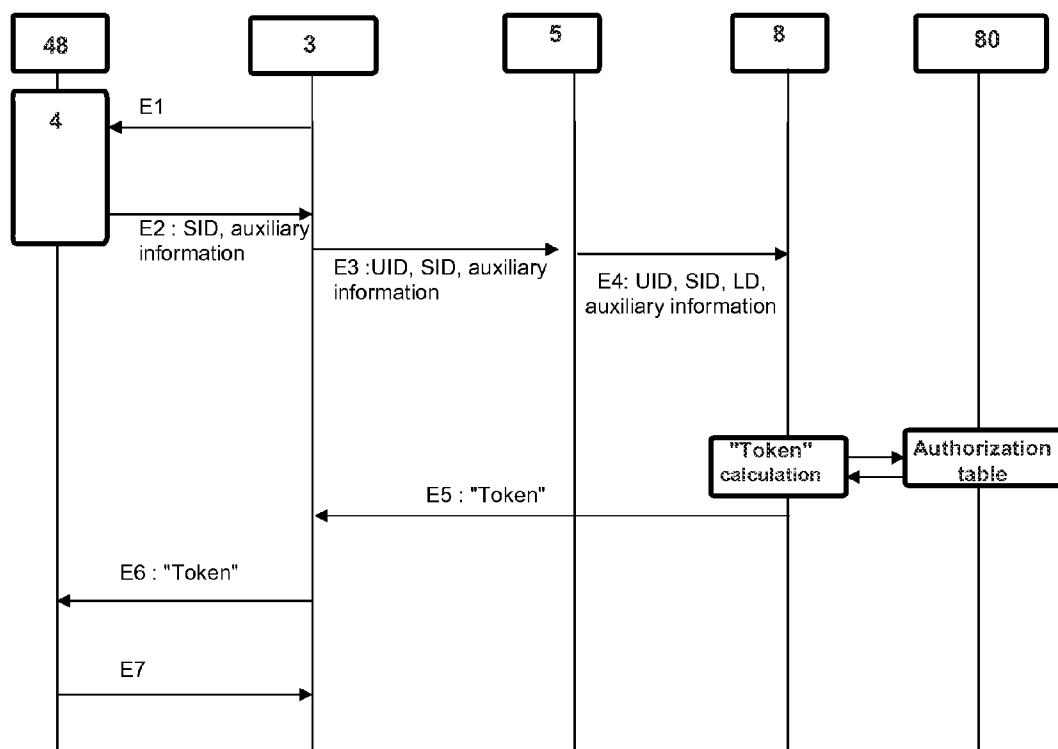 48
3
5
8
80
4
E1
E2 : SID, auxiliary
information
E3 :UID, SID, auxiliary
information
E4: UID, SID, LD,
auxiliary information
"Token"
calculation
Authorization
table
E5 : "Token"
E6 : "Token"
E7